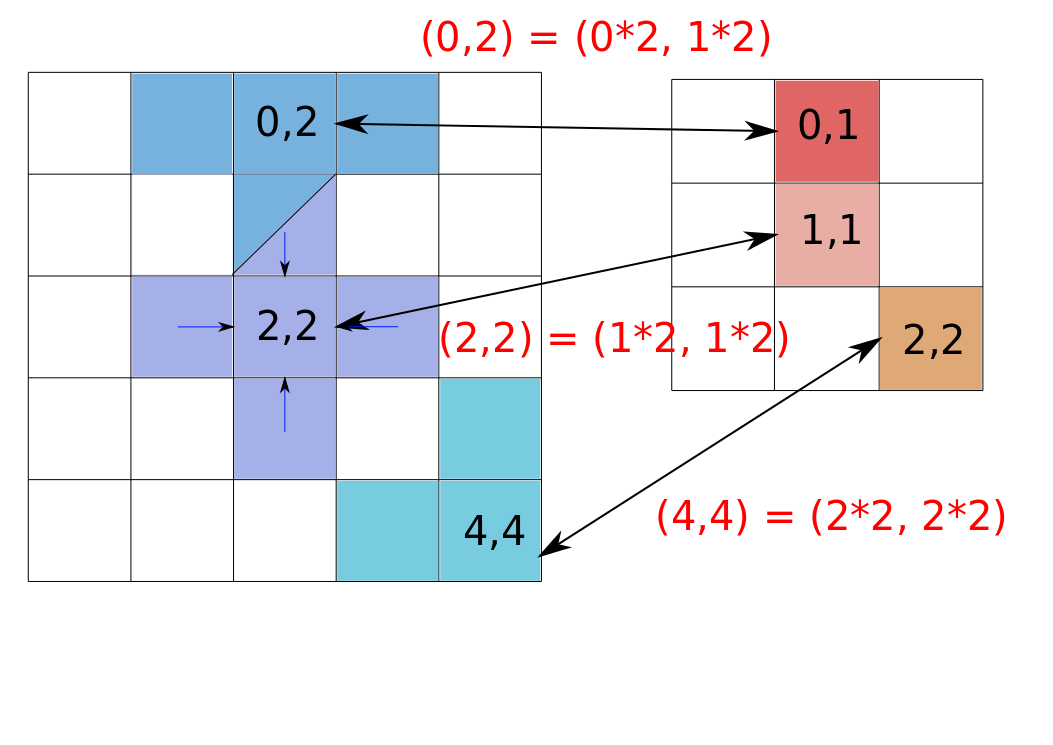 (0,2) = (0*2, 1*2)
0,2
0,1
1,1
2,2
(2,2) = (1*2, 1*2)
2,2
(4,4) = (2*2, 2*2)
4,4